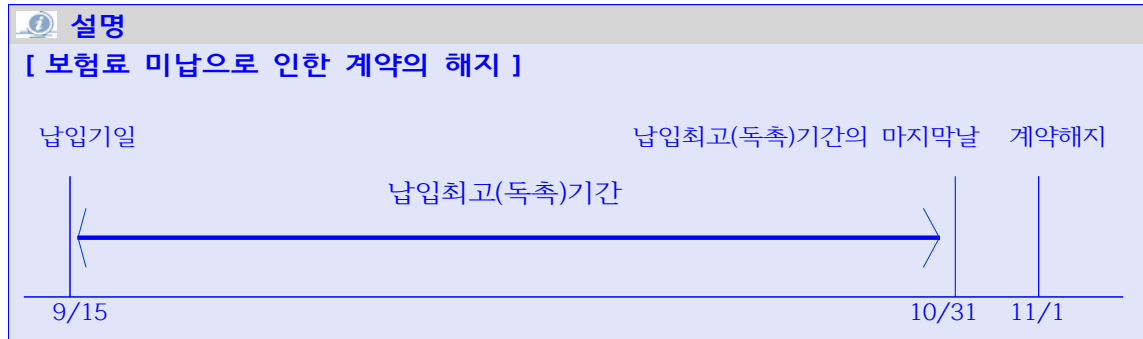 설명
[ 보험료 미납으로 인한 계약의 해지 ]
납입기일 납입최고(독촉)기간의 마지막날 계약해지
납입최고(독촉)기간
9/15 10/31 11/1